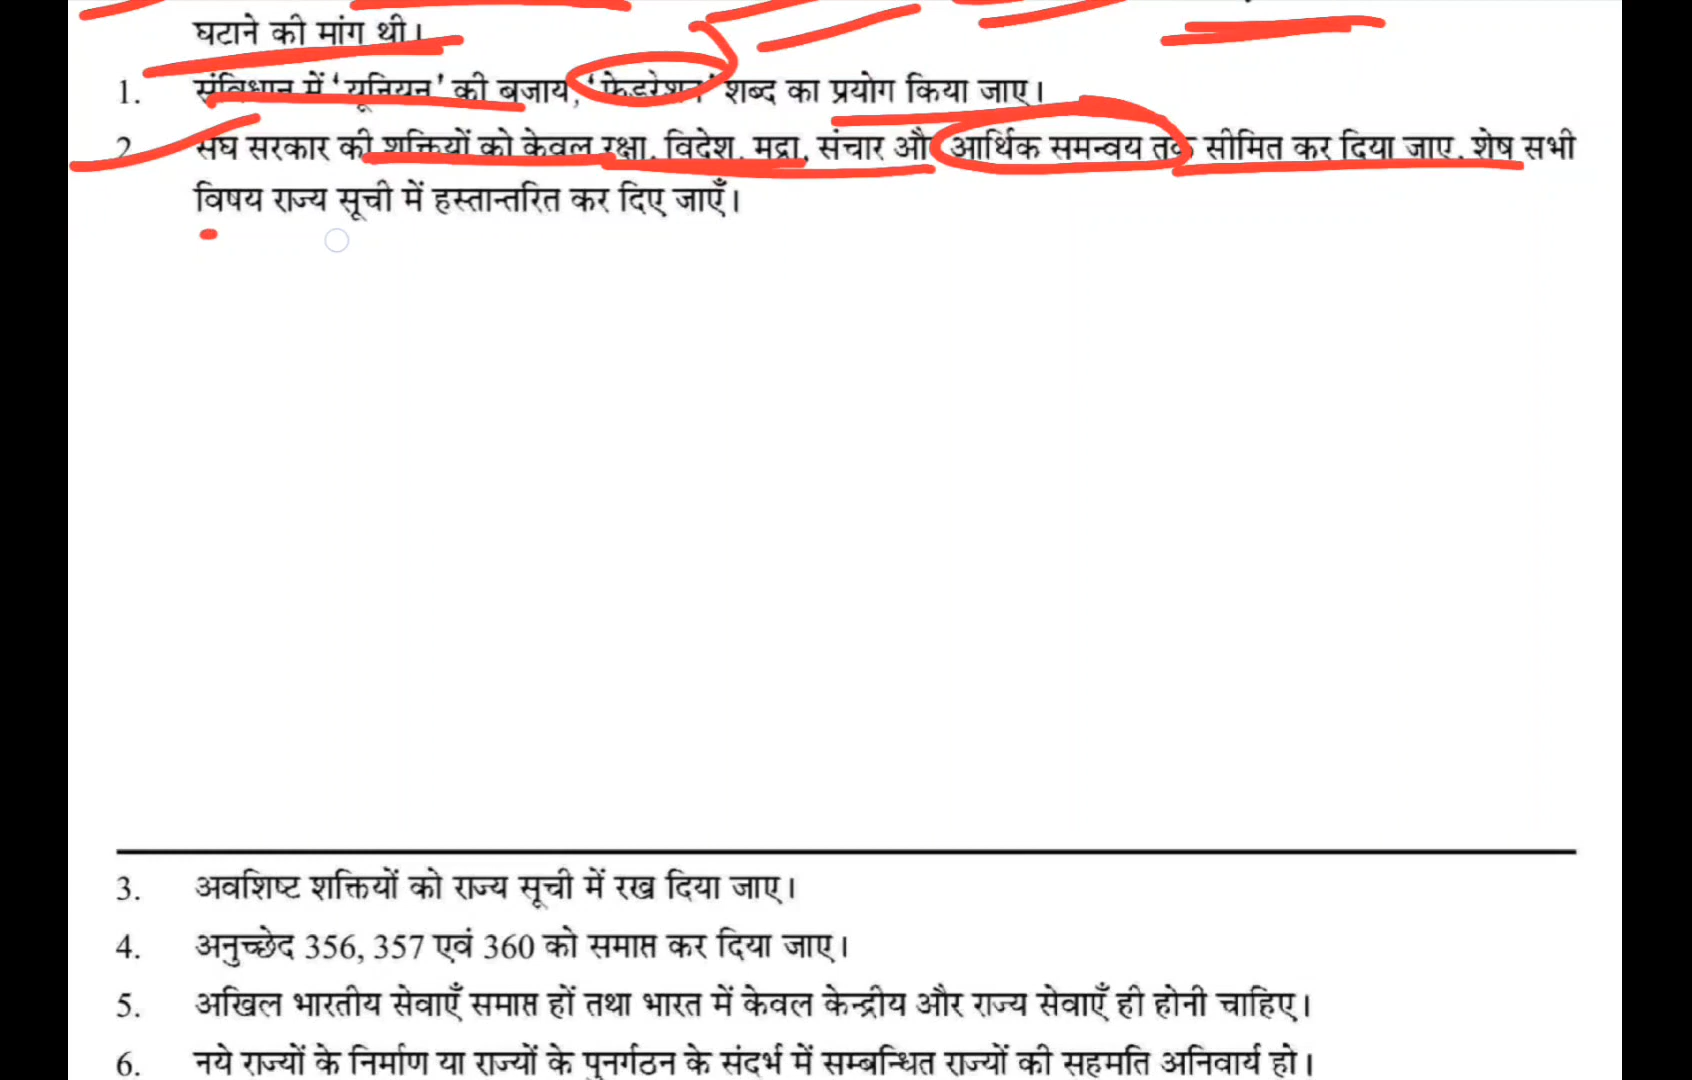 घटाने की मांग थी।
1. संविधान में ‘यूनियन’ की बजाय, ‘फेडरेशन’ शब्द का प्रयोग किया जाए।
2. संघ सरकार की शक्तियों को केवल रक्षा, विदेश, मुद्रा, संचार और आर्थिक समन्वय तक सीमित कर दिया जाए, शेष सभी
विषय राज्य सूची में हस्तान्तरित कर दिए जाएँ।
3. अवशिष्ट शक्तियों को राज्य सूची में रख दिया जाए।
4. अनुच्छेद 356, 357 एवं 360 को समाप्त कर दिया जाए।
5. अखिल भारतीय सेवाएँ समाप्त हों तथा भारत में केवल केन्द्रीय और राज्य सेवाएँ ही होनी चाहिए।
6. नये राज्यों के निर्माण या राज्यों के पुनर्गठन के संदर्भ में सम्बन्धित राज्यों की सहमति अनिवार्य हो।